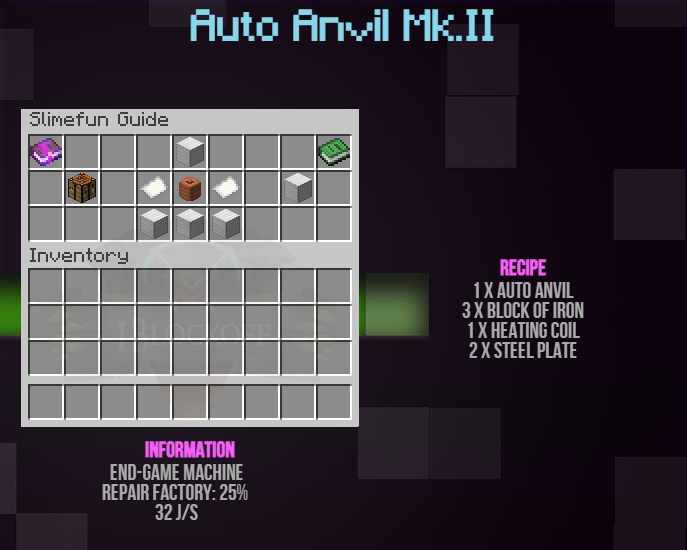 Auto Anvil Mk.II
Slimefun Guide
Inventory
IBLOCKOFF
RECIPE
1 X AUTO ANVIL
3 X BLOCK OF IRON
1 X HEATING COIL
2 X STEEL PLATE
INFORMATION
END-GAME MACHINE
REPAIR FACTORY: 25%
32 J/S